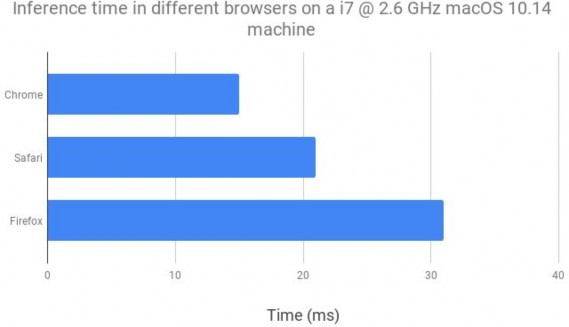 Inference time in different browsers on a i7 @ 2.6 GHz macOS 10.14
machine
Chrome
Safari
Firefox
0 10 20 30 40
Time (ms)